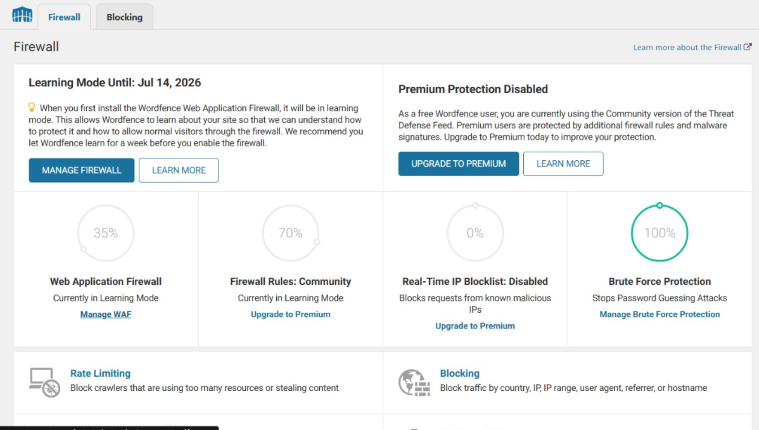 Firewall
Blocking
Firewall
Learn more about the Firewall
Learning Mode Until: Jul 14, 2026
When you first install the Wordfence Web Application Firewall, it will be in learning
mode. This allows Wordfence to learn about your site so that we can understand how
to protect it and how to allow normal visitors through the firewall. We recommend you
let Wordfence learn for a week before you enable the firewall.
MANAGE FIREWALL
LEARN MORE
Premium Protection Disabled
As a free Wordfence user, you are currently using the Community version of the Threat
Defense Feed. Premium users are protected by additional firewall rules and malware
signatures. Upgrade to Premium today to improve your protection.
UPGRADE TO PREMIUM
LEARN MORE
35%
Web Application Firewall
Currently in Learning Mode
Manage WAF
70%
Firewall Rules: Community
Currently in Learning Mode
Upgrade to Premium
0%
Real-Time IP Blocklist: Disabled
Blocks requests from known malicious
IPs
Upgrade to Premium
100%
Brute Force Protection
Stops Password Guessing Attacks
Manage Brute Force Protection
Rate Limiting
Block crawlers that are using too many resources or stealing content
Blocking
Block traffic by country, IP, IP range, user agent, referrer, or hostname